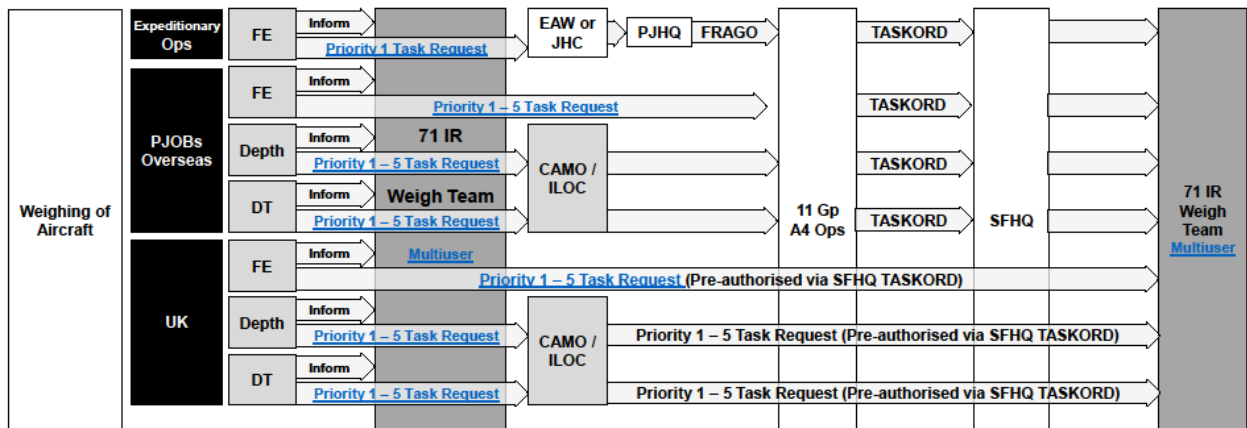 Weighing of
Aircraft
Expeditionary
Ops
FE
Inform
Priority 1 Task Request
EAW or
JHC
PJHQ
FRAGO
TASKORD
PJOBs
Overseas
FE
Inform
Priority 1 – 5 Task Request
TASKORD
Depth
Inform
Priority 1 – 5 Task Request
TASKORD
DT
Inform
Priority 1 – 5 Task Request
TASKORD
CAMO /
ILOC
71 IR
Weigh Team
Multiuser
11 Gp
A4 Ops
SFHQ
71 IR
Weigh
Team
Multiuser
UK
FE
Inform
Priority 1 – 5 Task Request (Pre-authorised via SFHQ TASKORD)
Depth
Inform
Priority 1 – 5 Task Request
Priority 1 – 5 Task Request (Pre-authorised via SFHQ TASKORD)
CAMO /
ILOC
DT
Inform
Priority 1 – 5 Task Request
Priority 1 – 5 Task Request (Pre-authorised via SFHQ TASKORD)